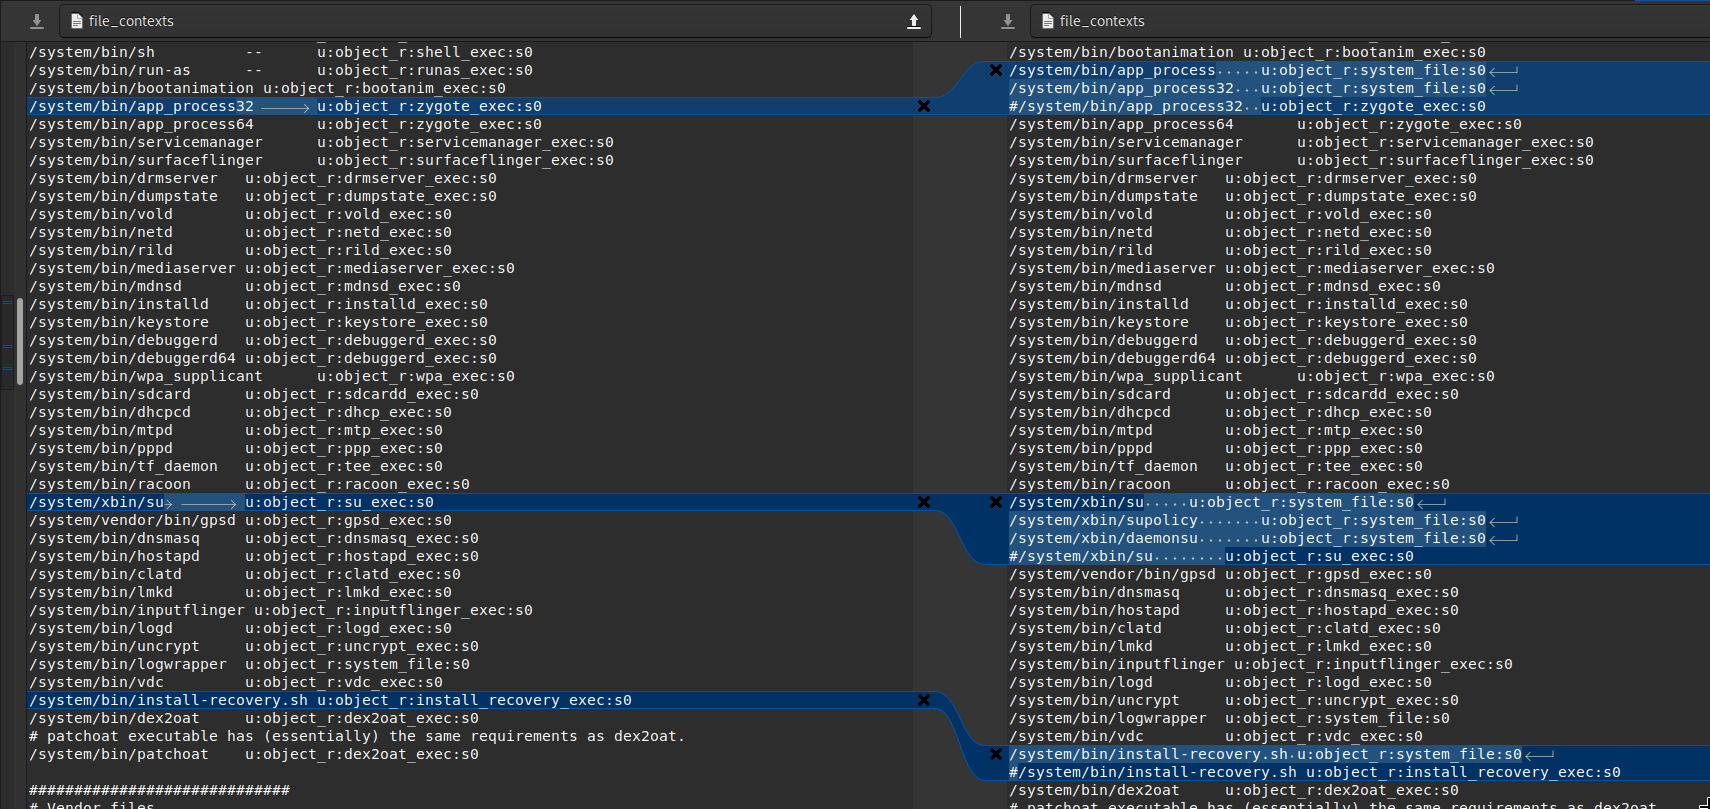 file_contexts
/system/bin/sh -- u:object_r:shell_exec:s0
/system/bin/run-as -- u:object_r:runas_exec:s0
/system/bin/bootanimation u:object_r:bootanim_exec:s0
/system/bin/app_process32 u:object_r:zygote_exec:s0
/system/bin/app_process64 u:object_r:zygote_exec:s0
/system/bin/servicemanager u:object_r:servicemanager_exec:s0
/system/bin/surfaceflinger u:object_r:surfaceflinger_exec:s0
/system/bin/drmserver u:object_r:drmserver_exec:s0
/system/bin/dumpstate u:object_r:dumpstate_exec:s0
/system/bin/vold u:object_r:vold_exec:s0
/system/bin/netd u:object_r:netd_exec:s0
/system/bin/rild u:object_r:rild_exec:s0
/system/bin/mediaserver u:object_r:mediaserver_exec:s0
/system/bin/mdnsd u:object_r:mdnsd_exec:s0
/system/bin/installd u:object_r:installd_exec:s0
/system/bin/keystore u:object_r:keystore_exec:s0
/system/bin/debuggerd u:object_r:debuggerd_exec:s0
/system/bin/debuggerd64 u:object_r:debuggerd_exec:s0
/system/bin/wpa_supplicant u:object_r:wpa_exec:s0
/system/bin/sdcard u:object_r:sdcardd_exec:s0
/system/bin/dhcpcd u:object_r:dhcp_exec:s0
/system/bin/mtpd u:object_r:mtp_exec:s0
/system/bin/pppd u:object_r:ppp_exec:s0
/system/bin/tf_daemon u:object_r:tee_exec:s0
/system/bin/racoon u:object_r:racoon_exec:s0
/system/xbin/su u:object_r:su_exec:s0
/system/vendor/bin/gpsd u:object_r:gpsd_exec:s0
/system/bin/dnsmasq u:object_r:dnsmasq_exec:s0
/system/bin/hostapd u:object_r:hostapd_exec:s0
/system/bin/clatd u:object_r:clatd_exec:s0
/system/bin/lmkd u:object_r:lmkd_exec:s0
/system/bin/inputflinger u:object_r:inputflinger_exec:s0
/system/bin/logd u:object_r:logd_exec:s0
/system/bin/uncrypt u:object_r:uncrypt_exec:s0
/system/bin/logwrapper u:object_r:system_file:s0
/system/bin/vdc u:object_r:vdc_exec:s0
/system/bin/install-recovery.sh u:object_r:install_recovery_exec:s0
/system/bin/dex2oat u:object_r:dex2oat_exec:s0
# patchoat executable has (essentially) the same requirements as dex2oat.
/system/bin/patchoat u:object_r:dex2oat_exec:s0
#############################
# Vendor files
file_contexts
/system/bin/bootanimation u:object_r:bootanim_exec:s0
/system/bin/app_process·····u:object_r:system_file:s0
/system/bin/app_process32···u:object_r:system_file:s0
#/system/bin/app_process32··u:object_r:zygote_exec:s0
/system/bin/app_process64 u:object_r:zygote_exec:s0
/system/bin/servicemanager u:object_r:servicemanager_exec:s0
/system/bin/surfaceflinger u:object_r:surfaceflinger_exec:s0
/system/bin/drmserver u:object_r:drmserver_exec:s0
/system/bin/dumpstate u:object_r:dumpstate_exec:s0
/system/bin/vold u:object_r:vold_exec:s0
/system/bin/netd u:object_r:netd_exec:s0
/system/bin/rild u:object_r:rild_exec:s0
/system/bin/mediaserver u:object_r:mediaserver_exec:s0
/system/bin/mdnsd u:object_r:mdnsd_exec:s0
/system/bin/installd u:object_r:installd_exec:s0
/system/bin/keystore u:object_r:keystore_exec:s0
/system/bin/debuggerd u:object_r:debuggerd_exec:s0
/system/bin/debuggerd64 u:object_r:debuggerd_exec:s0
/system/bin/wpa_supplicant u:object_r:wpa_exec:s0
/system/bin/sdcard u:object_r:sdcardd_exec:s0
/system/bin/dhcpcd u:object_r:dhcp_exec:s0
/system/bin/mtpd u:object_r:mtp_exec:s0
/system/bin/pppd u:object_r:ppp_exec:s0
/system/bin/tf_daemon u:object_r:tee_exec:s0
/system/bin/racoon u:object_r:racoon_exec:s0
/system/xbin/su·····u:object_r:system_file:s0
/system/xbin/supolicy·······u:object_r:system_file:s0
/system/xbin/daemonsu·······u:object_r:system_file:s0
#/system/xbin/su········u:object_r:su_exec:s0
/system/vendor/bin/gpsd u:object_r:gpsd_exec:s0
/system/bin/dnsmasq u:object_r:dnsmasq_exec:s0
/system/bin/hostapd u:object_r:hostapd_exec:s0
/system/bin/clatd u:object_r:clatd_exec:s0
/system/bin/lmkd u:object_r:lmkd_exec:s0
/system/bin/inputflinger u:object_r:inputflinger_exec:s0
/system/bin/logd u:object_r:logd_exec:s0
/system/bin/uncrypt u:object_r:uncrypt_exec:s0
/system/bin/logwrapper u:object_r:system_file:s0
/system/bin/vdc u:object_r:vdc_exec:s0
/system/bin/install-recovery.sh·u:object_r:system_file:s0
#/system/bin/install-recovery.sh u:object_r:install_recovery_exec:s0
/system/bin/dex2oat u:object_r:dex2oat_exec:s0
# patchoat executable has (essentially) the same requirements as dex2oat